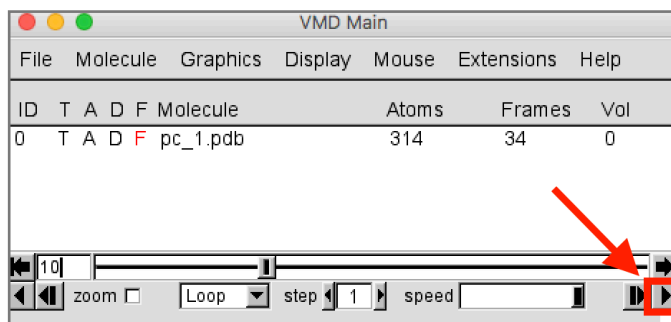 VMD Main
File Molecule Graphics Display Mouse Extensions Help
ID T A D F Molecule Atoms Frames Vol
0 T A D F pc_1.pdb 314 34 0
10
zoom Loop step 1 speed